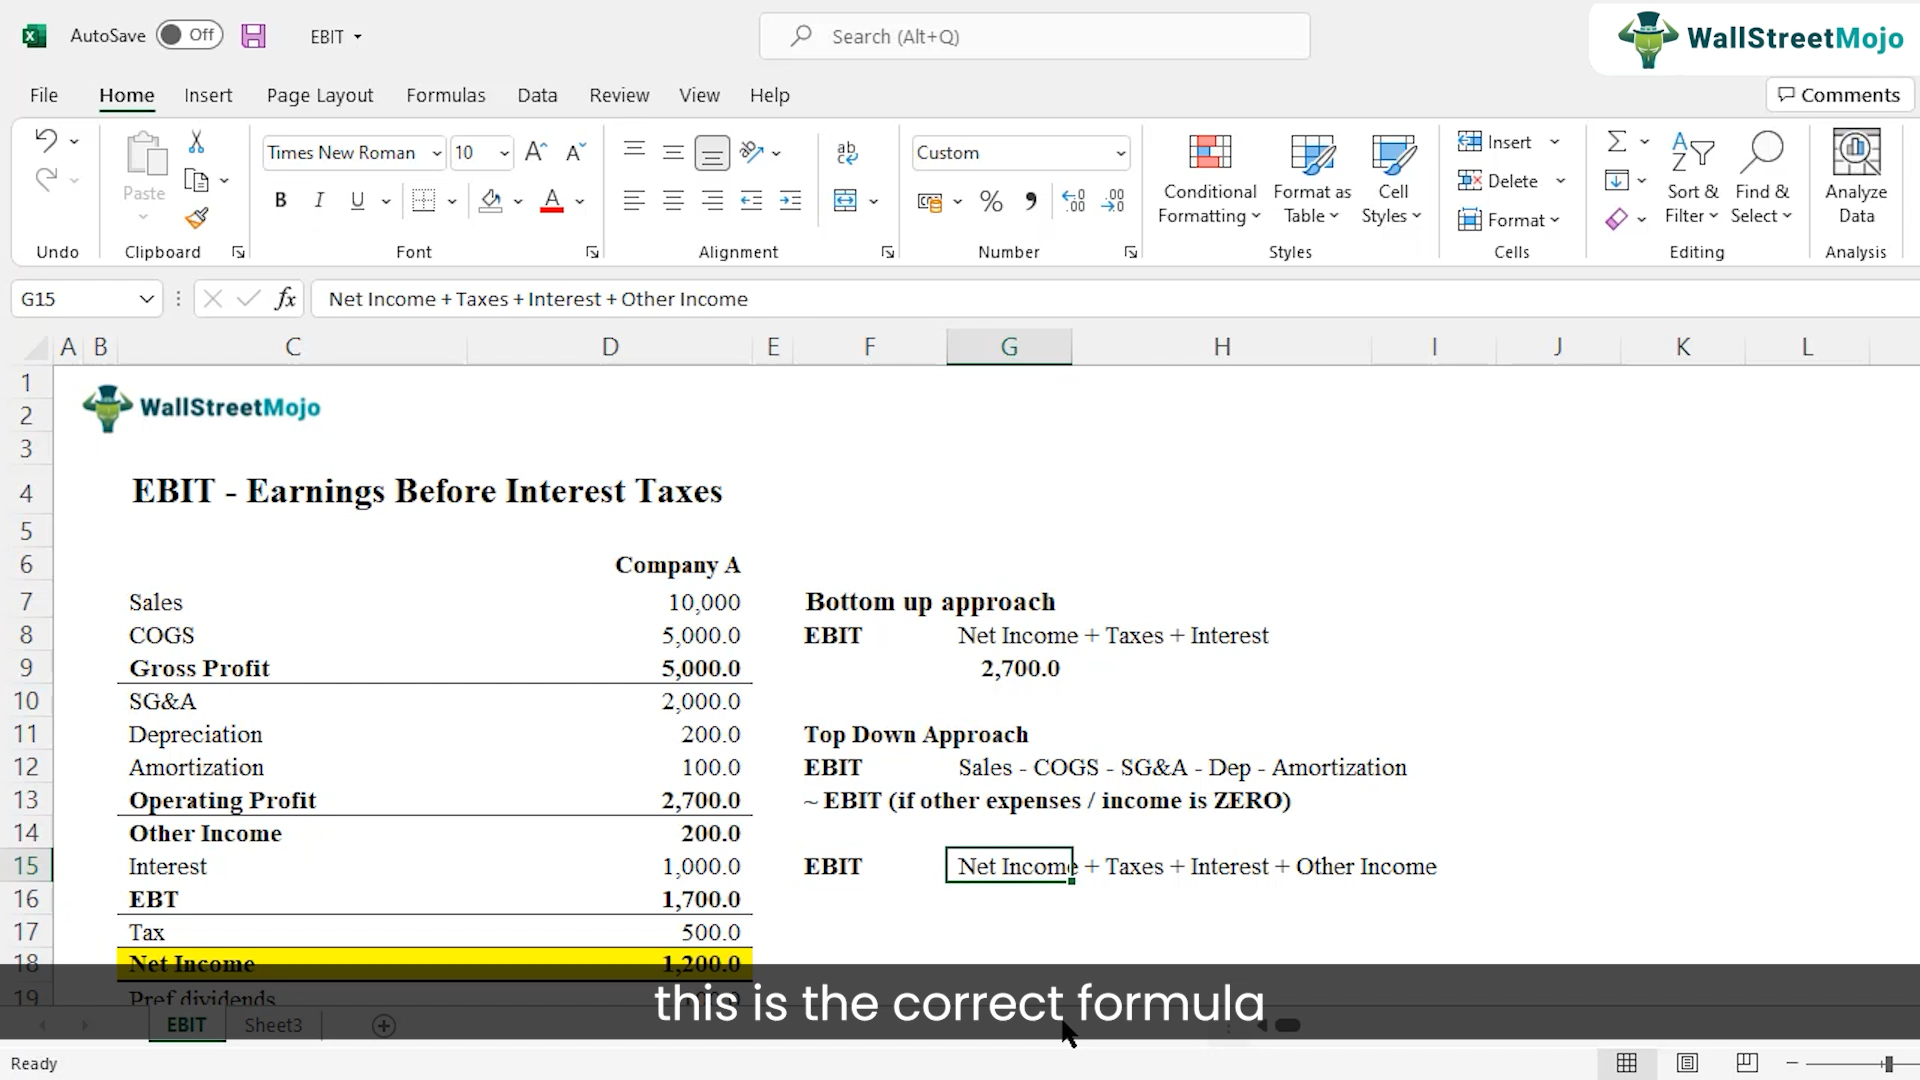 AutoSave Off EBIT Search (Alt+Q) WallStreetMojo
File Home Insert Page Layout Formulas Data Review View Help Comments
Times New Roman 10 Custom
Paste
B I U
Conditional Formatting
Format as Table
Cell Styles
Insert
Delete
Format
Sort & Filter
Find & Select
Analyze Data
Undo Clipboard Font Alignment Number Styles Cells Editing Analysis
G15 fx Net Income + Taxes + Interest + Other Income
A B C D E F G H I J K L
1
2 WallStreetMojo
3
4 EBIT - Earnings Before Interest Taxes
5
6 Company A
7 Sales 10,000 Bottom up approach
8 COGS 5,000.0 EBIT Net Income + Taxes + Interest
9 Gross Profit 5,000.0 2,700.0
10 SG&A 2,000.0
11 Depreciation 200.0 Top Down Approach
12 Amortization 100.0 EBIT Sales - COGS - SG&A - Dep - Amortization
13 Operating Profit 2,700.0 ~ EBIT (if other expenses / income is ZERO)
14 Other Income 200.0
15 Interest 1,000.0 EBIT Net Income + Taxes + Interest + Other Income
16 EBT 1,700.0
17 Tax 500.0
18 Net Income 1,200.0
19 Pref dividends
this is the correct formula
EBIT Sheet3
Ready